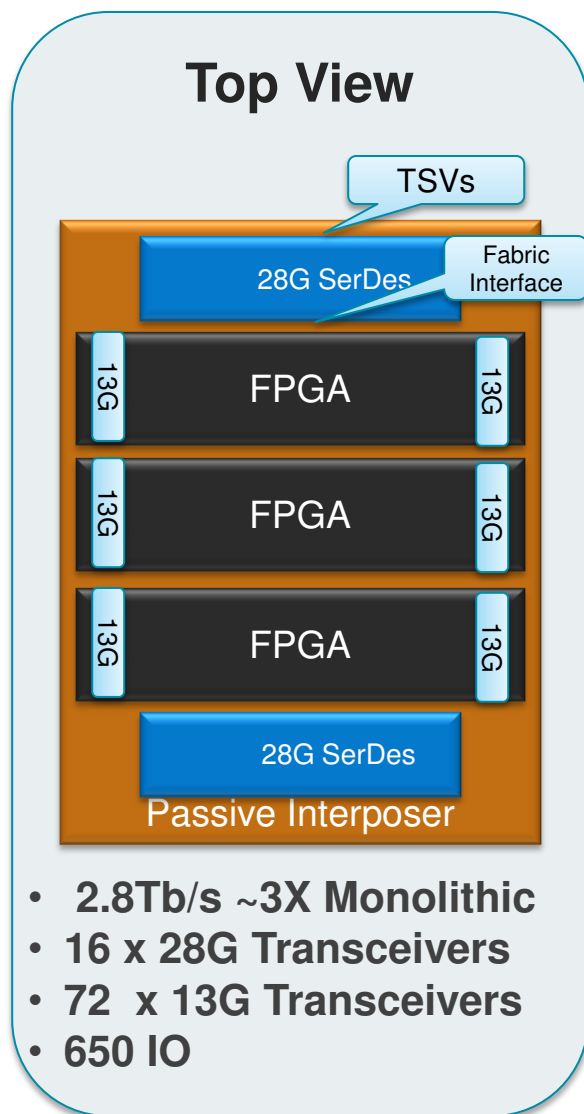 Top View
TSVs
28G SerDes
Fabric
Interface
13G
FPGA
13G
13G
FPGA
13G
13G
FPGA
13G
28G SerDes
Passive Interposer
• 2.8Tb/s ~3X Monolithic
• 16 x 28G Transceivers
• 72 x 13G Transceivers
• 650 IO